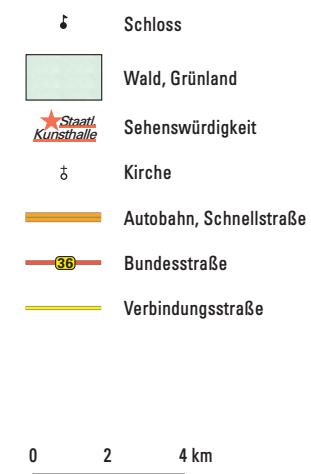 Schloss
Wald, Grünland
Staatl.
Kunsthalle
Sehenswürdigkeit
Kirche
Autobahn, Schnellstraße
36
Bundesstraße
Verbindungsstraße
0 2 4 km